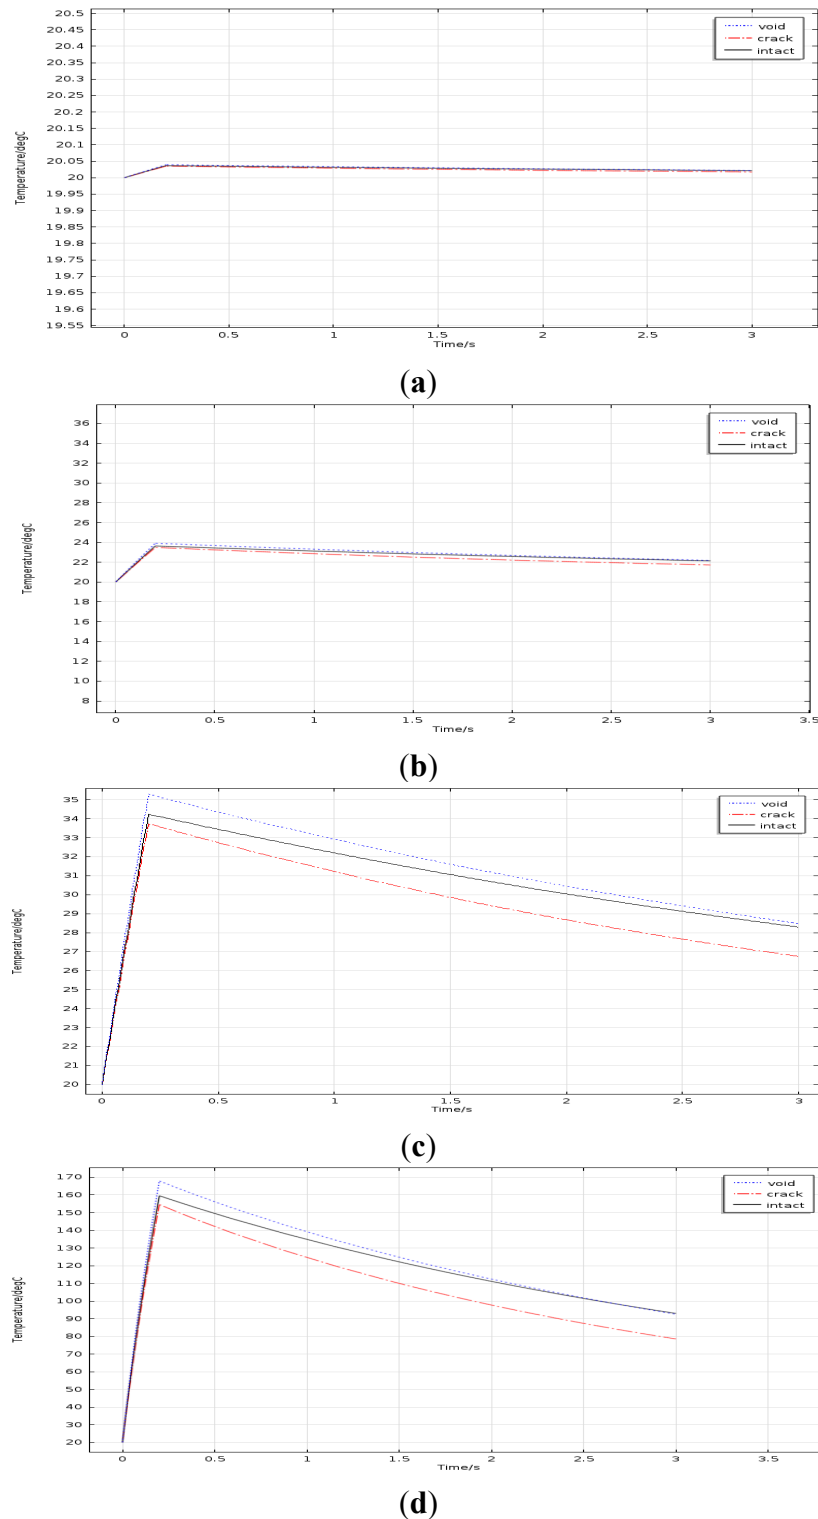 20.5
20.45
20.4
20.35
20.3
20.25
20.2
20.15
20.1
20.05
20
19.95
19.9
19.85
19.8
19.75
19.7
19.65
19.6
19.55
Temperature/degC
void
crack
intact
0 0.5 1 1.5 2 2.5 3
Time/s
(a)
36
34
32
30
28
26
24
22
20
18
16
14
12
10
8
Temperature/degC
void
crack
intact
0 0.5 1 1.5 2 2.5 3 3.5
Time/s
(b)
35
34
33
32
31
30
29
28
27
26
25
24
23
22
21
20
Temperature/degC
void
crack
intact
0 0.5 1 1.5 2 2.5 3
Time/s
(c)
170
160
150
140
130
120
110
100
90
80
70
60
50
40
30
20
Temperature/degC
void
crack
intact
0 0.5 1 1.5 2 2.5 3 3.5
Time/s
(d)